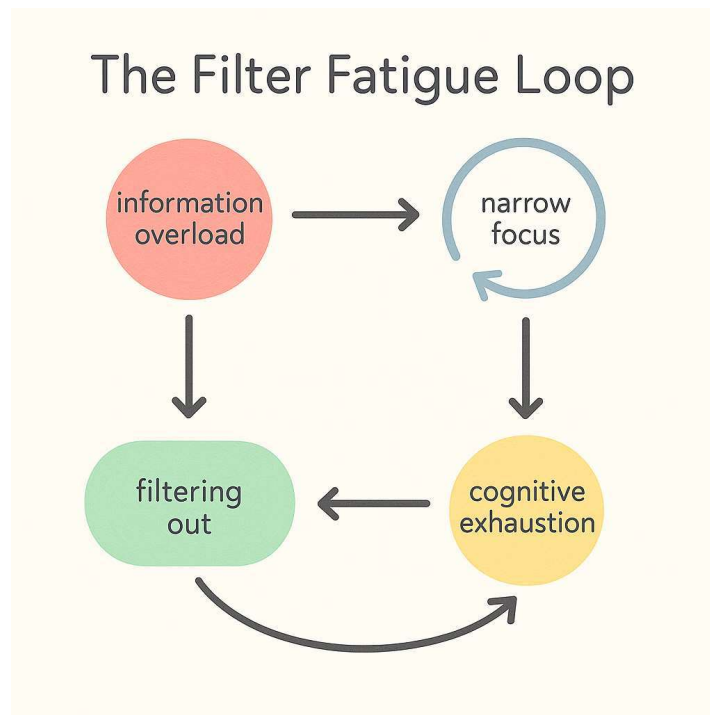 The Filter Fatigue Loop
information
overload
narrow
focus
filtering
out
cognitive
exhaustion